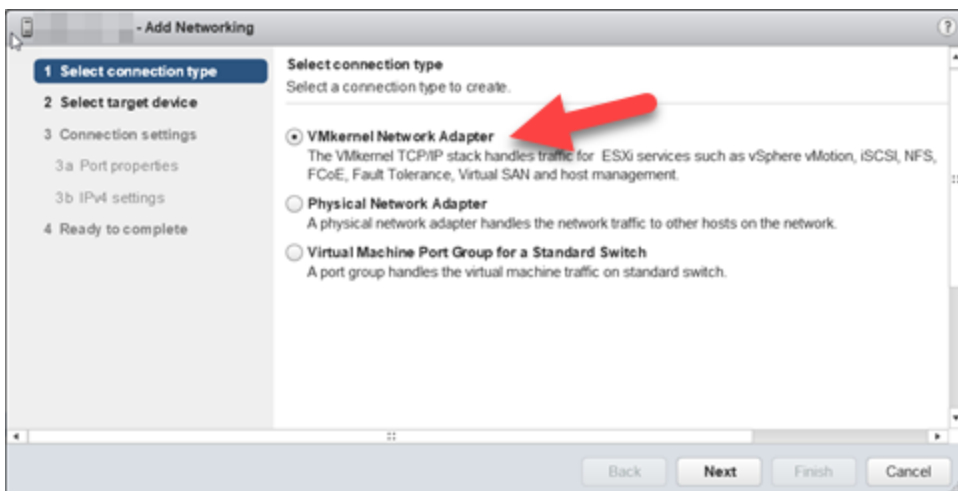 - Add Networking
?
1 Select connection type
2 Select target device
3 Connection settings
3a Port properties
3b IPv4 settings
4 Ready to complete
Select connection type
Select a connection type to create.
VMkernel Network Adapter
The VMkernel TCP/IP stack handles traffic for ESXi services such as vSphere vMotion, iSCSI, NFS,
FCoE, Fault Tolerance, Virtual SAN and host management.
Physical Network Adapter
A physical network adapter handles the network traffic to other hosts on the network.
Virtual Machine Port Group for a Standard Switch
A port group handles the virtual machine traffic on standard switch.
Back Next Finish Cancel